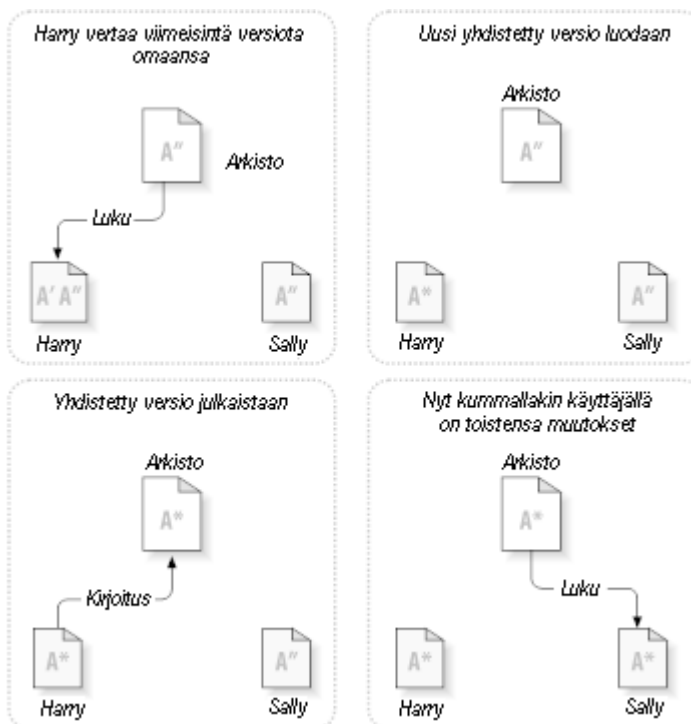 Harry vertaa viimeisintä versiota
omaansa
A"
Arkisto
Luku
A' A"
A"
Harry
Sally
Uusi yhdistetty versio luodaan
Arkisto
A"
A*
A"
Harry
Sally
Yhdistetty versio julkaistaan
Arkisto
A*
Kirjoitus
A*
A"
Harry
Sally
Nyt kummallakin käyttäjällä
on toistensa muutokset
Arkisto
A*
Luku
A*
A*
Harry
Sally